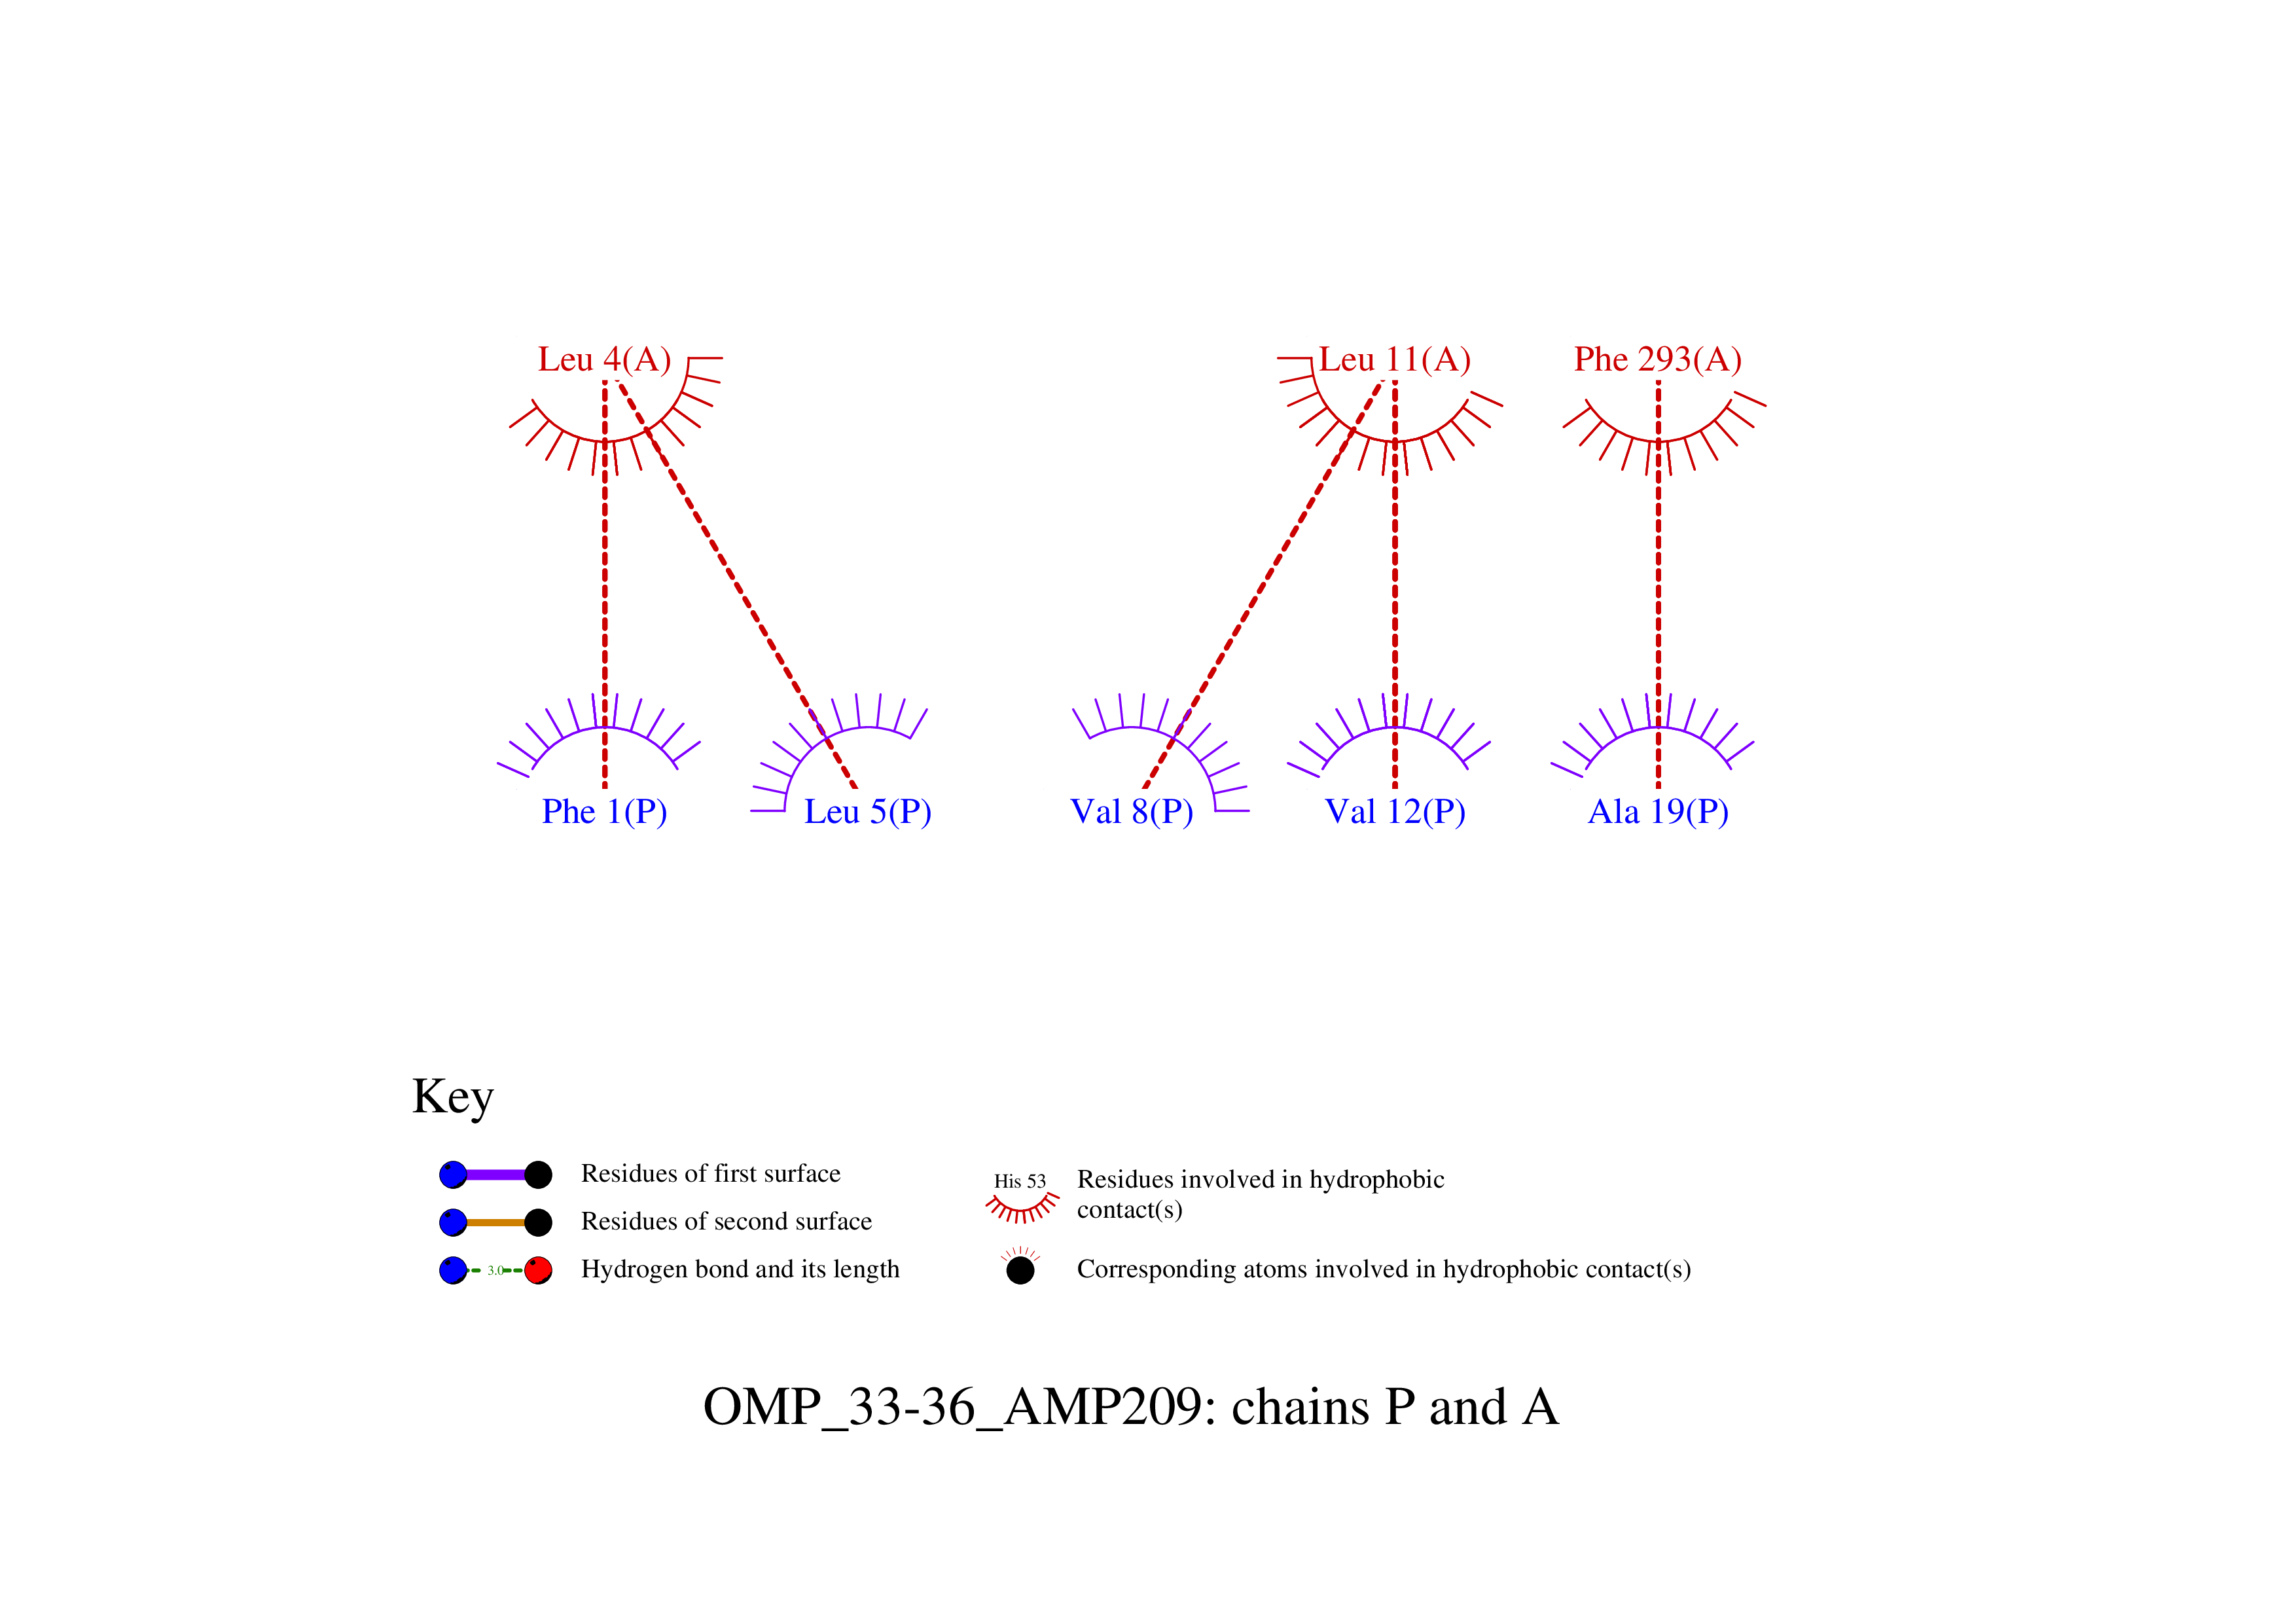 Leu 4(A) Leu 11(A) Phe 293(A)
Phe 1(P) Leu 5(P) Val 8(P) Val 12(P) Ala 19(P)
Key
Residues of first surface
Residues of second surface
3.0 Hydrogen bond and its length
His 53 Residues involved in hydrophobic
contact(s)
Corresponding atoms involved in hydrophobic contact(s)
OMP_33-36_AMP209: chains P and A